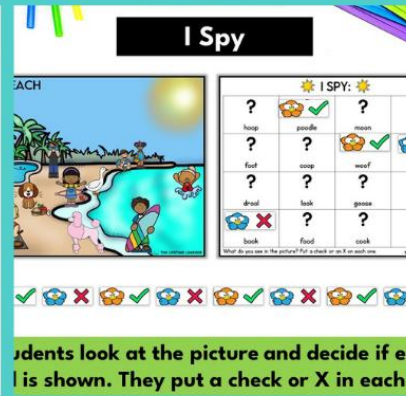 I Spy
EACH
I SPY:
? ?
hoop poodle moon
? ?
foot coop woof
? ? ?
drool look goose
? ?
book food cook
What do you see in the picture? Put a check or an X on each one.
udents look at the picture and decide if e
is shown. They put a check or X in each